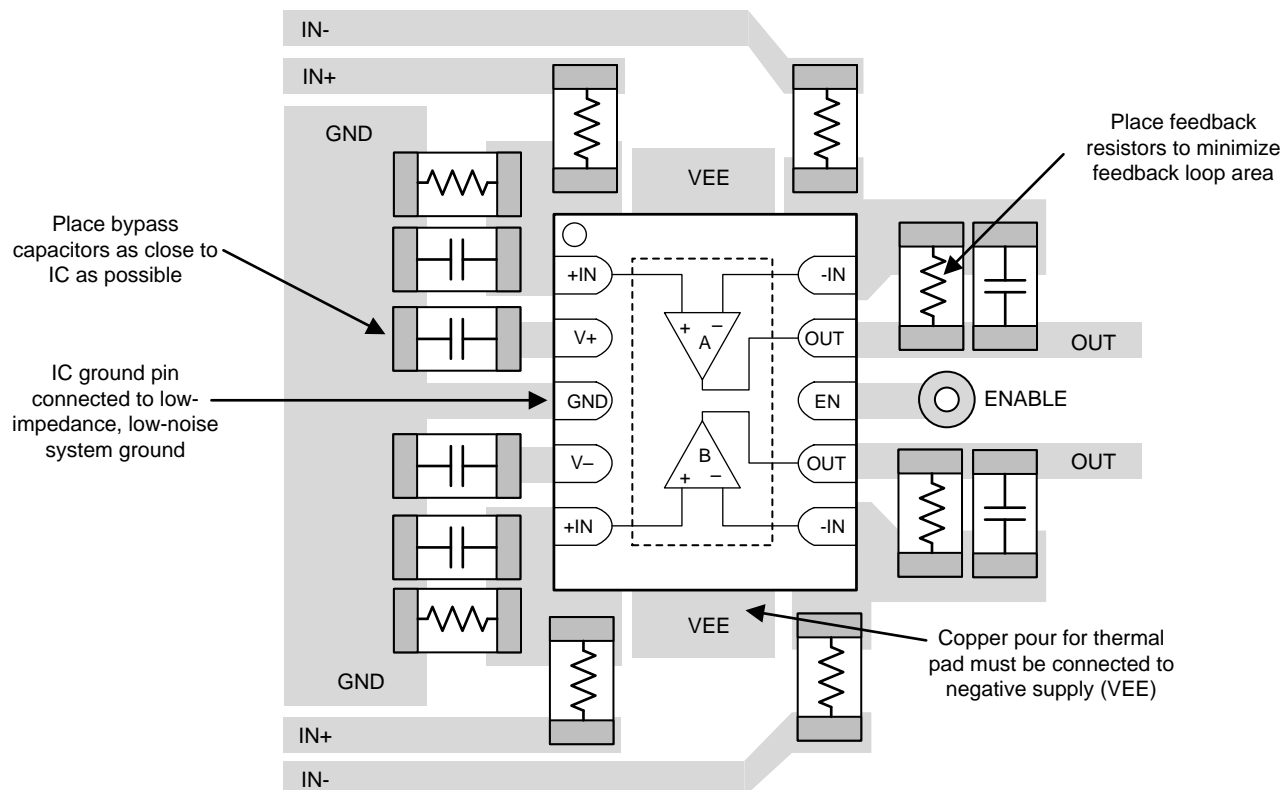 IN-
IN+
GND
VEE
Place feedback
resistors to minimize
feedback loop area
Place bypass
capacitors as close to
IC as possible
+IN
-IN
V+
+ −
A
OUT
OUT
IC ground pin
connected to low-
impedance, low-noise
system ground
GND
EN
ENABLE
V–
B
+ −
OUT
OUT
+IN
-IN
VEE
Copper pour for thermal
pad must be connected to
negative supply (VEE)
GND
IN+
IN-